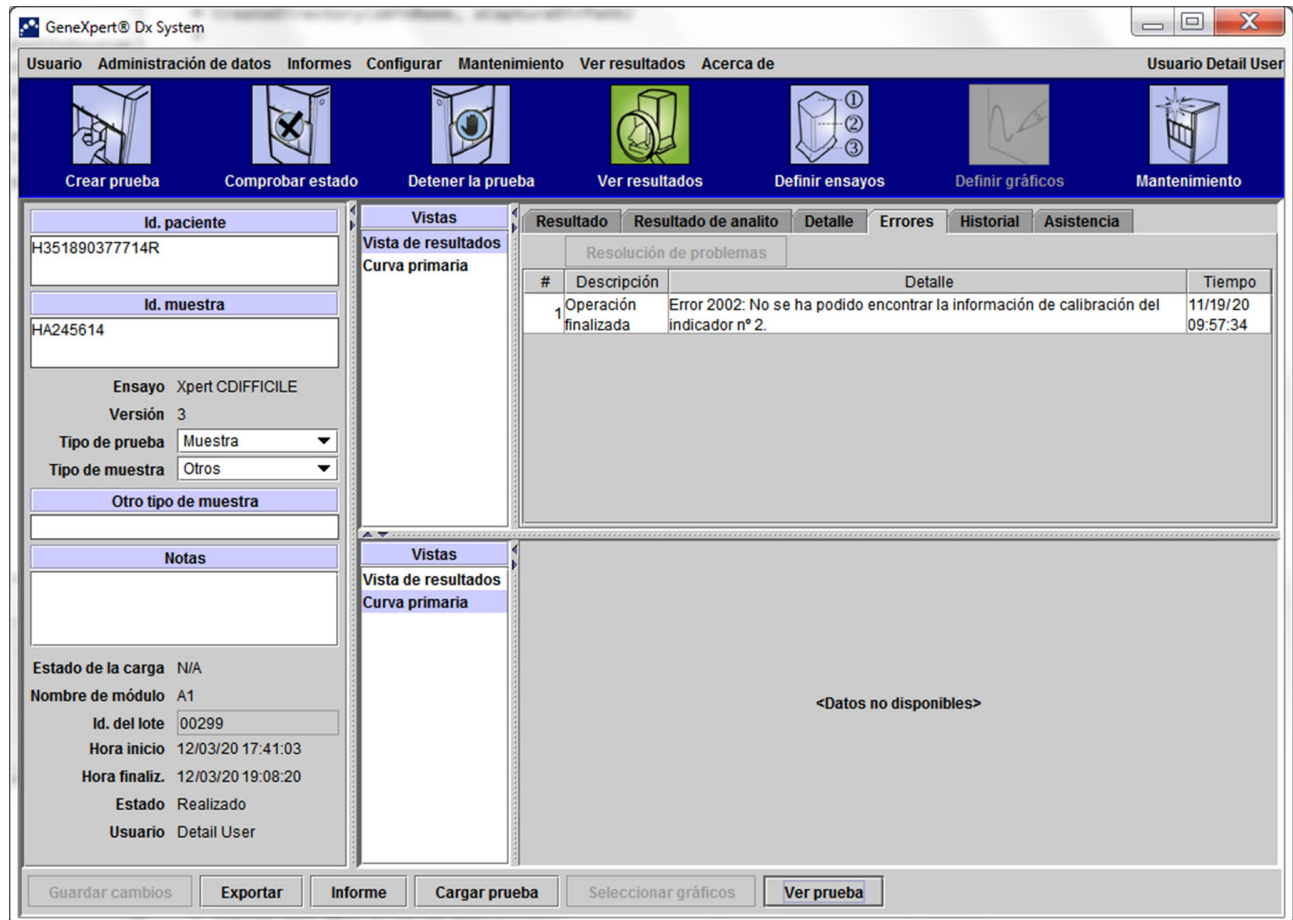 GeneXpert® Dx System
Usuario Administración de datos Informes Configurar Mantenimiento Ver resultados Acerca de Usuario Detail User
Crear prueba Comprobar estado Detener la prueba Ver resultados Definir ensayos Definir gráficos Mantenimiento
Id. paciente
H351890377714R
Id. muestra
HA245614
Ensayo Xpert CDIFFICILE
Versión 3
Tipo de prueba Muestra
Tipo de muestra Otros
Otro tipo de muestra
Notas
Estado de la carga N/A
Nombre de módulo A1
Id. del lote 00299
Hora inicio 12/03/20 17:41:03
Hora finaliz. 12/03/20 19:08:20
Estado Realizado
Usuario Detail User
Vistas
Vista de resultados
Curva primaria
Resultado Resultado de analito Detalle Errores Historial Asistencia
Resolución de problemas
# Descripción Detalle Tiempo
1 Operación finalizada Error 2002: No se ha podido encontrar la información de calibración del 11/19/20
indicador nº 2. 09:57:34
Vistas
Vista de resultados
Curva primaria
<Datos no disponibles>
Guardar cambios Exportar Informe Cargar prueba Seleccionar gráficos Ver prueba